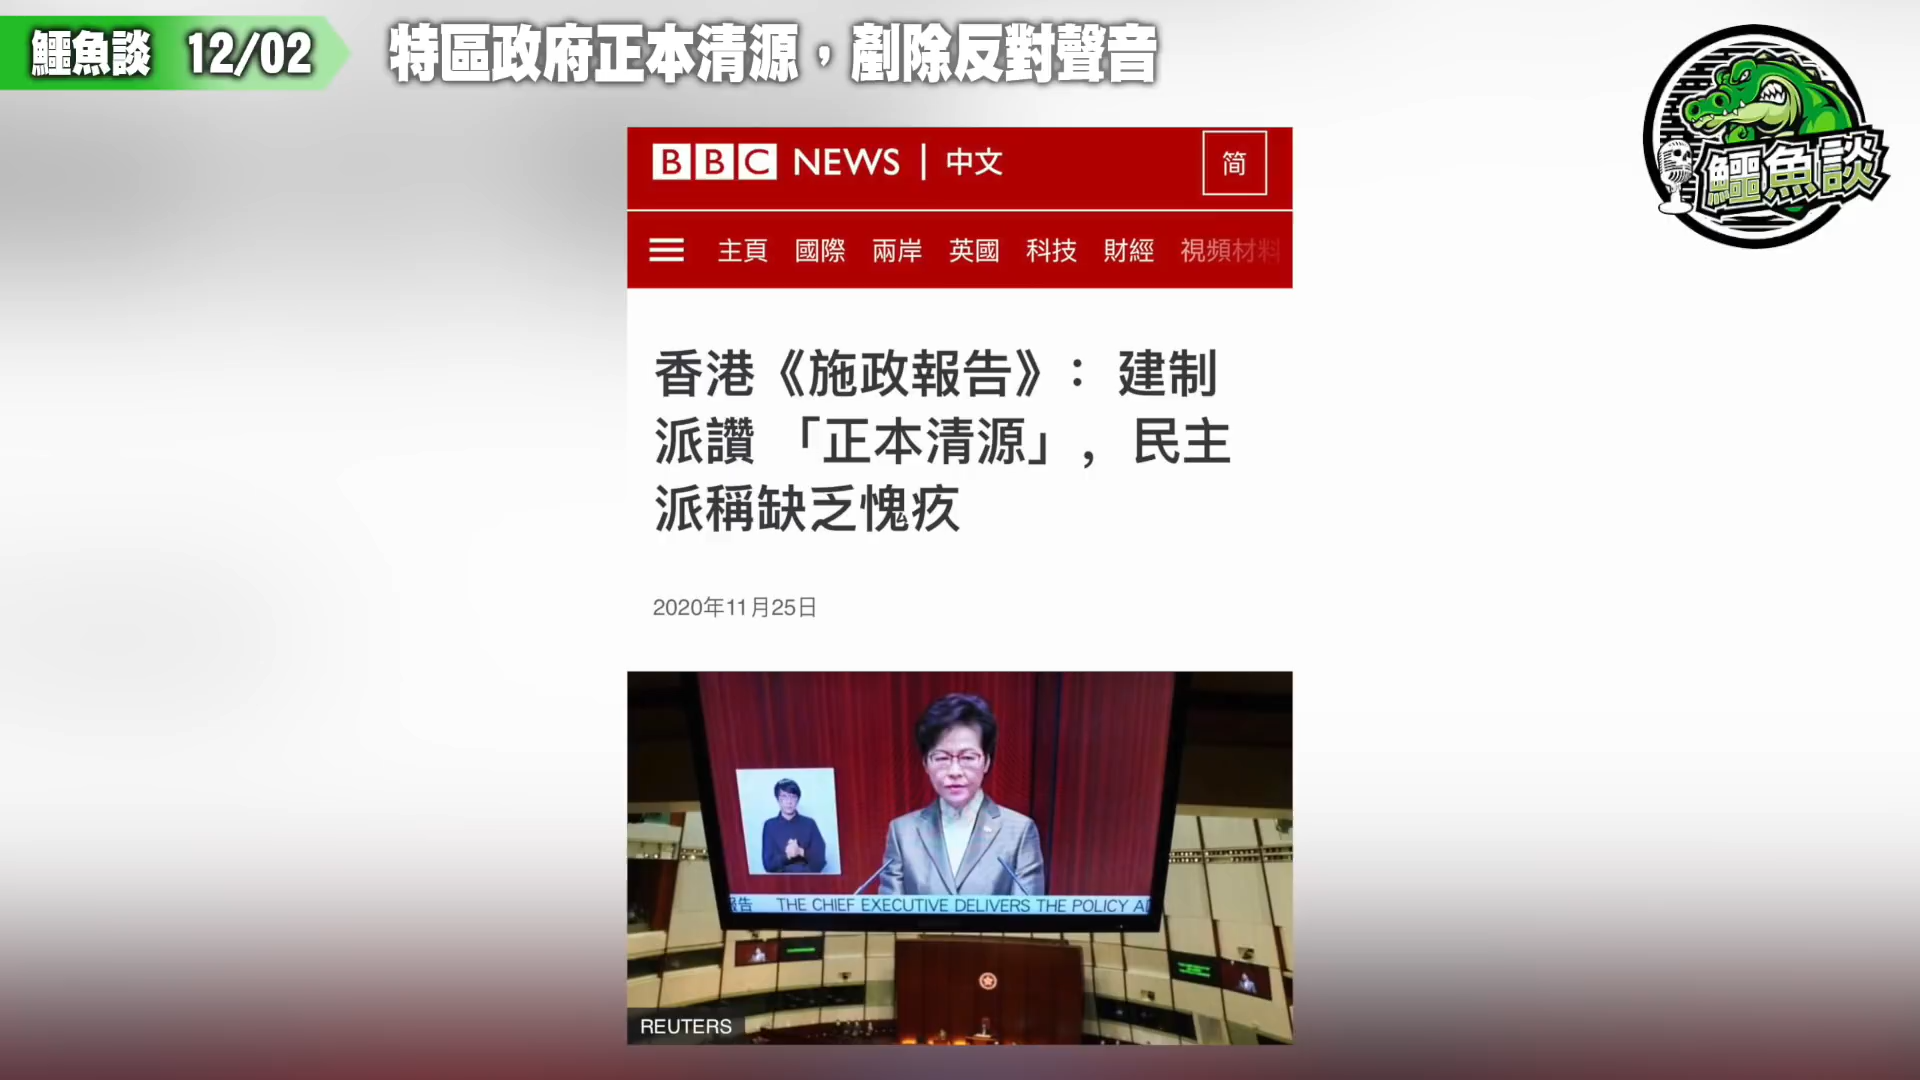 鱷魚談 12/02
特區政府正本清源，剷除反對聲音
鱷魚談
BBC NEWS | 中文
简
主頁 國際 兩岸 英國 科技 財經 視頻材料
香港《施政報告》：建制
派讚「正本清源」，民主
派稱缺乏愧疚
2020年11月25日
報告 THE CHIEF EXECUTIVE DELIVERS THE POLICY AD
REUTERS